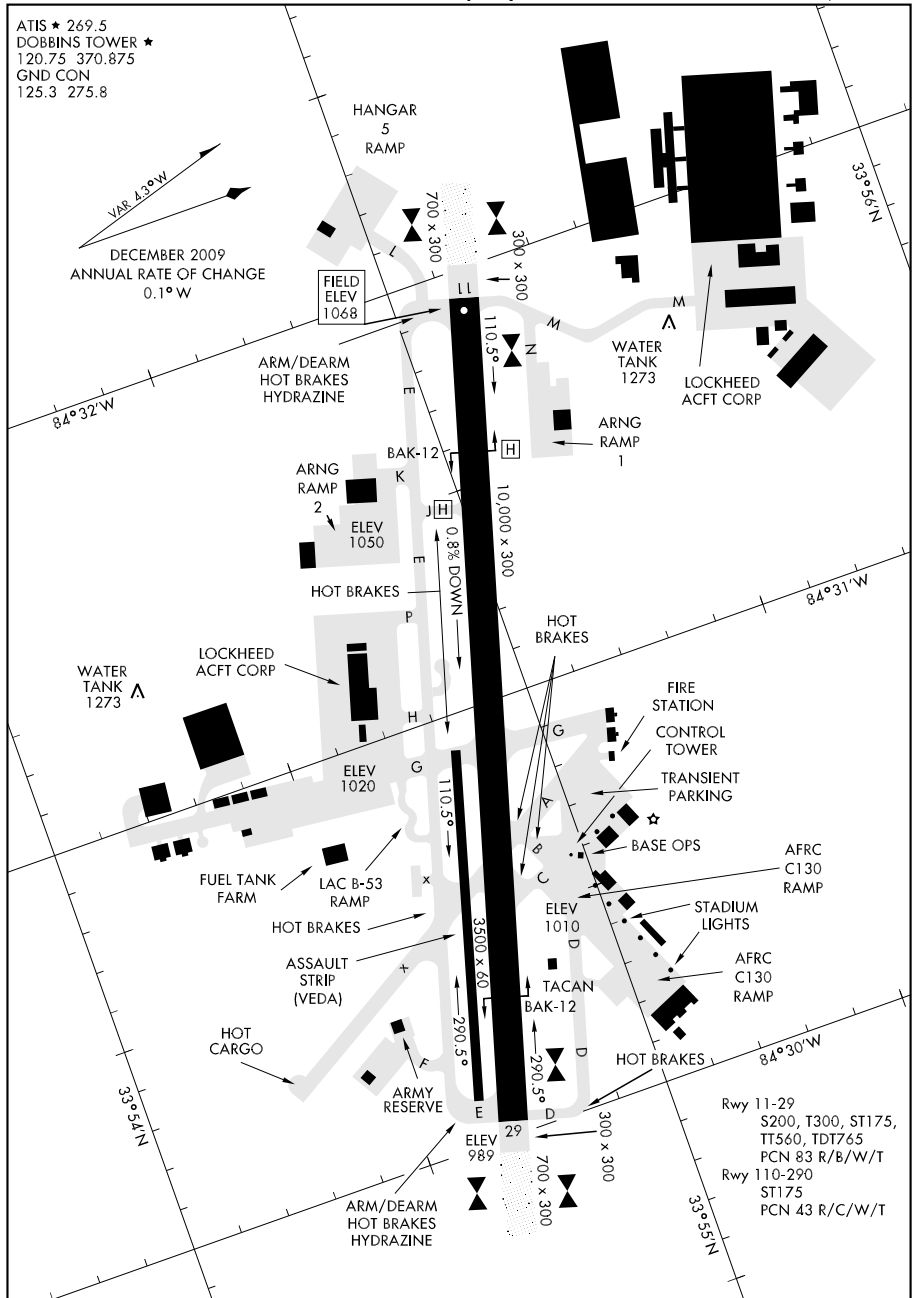 ATIS ★ 269.5
DOBBINS TOWER ★
120.75 370.875
GND CON
125.3 275.8
VAR 4.3° W
DECEMBER 2009
ANNUAL RATE OF CHANGE
0.1° W
HANGAR
5
RAMP
700 x 300
300 x 300
33°56'N
L
FIELD
ELEV
1068
11
M
M
N
110.5°
WATER
TANK
1273
LOCKHEED
ACFT CORP
ARM/DEARM
HOT BRAKES
HYDRAZINE
84°32'W
E
ARNG
RAMP
1
BAK-12
H
K
ARNG
RAMP
2
ELEV
1050
J
H
E
0.8% DOWN
10,000 x 300
HOT BRAKES
84°31'W
P
HOT
BRAKES
LOCKHEED
ACFT CORP
WATER
TANK
1273
H
G
FIRE
STATION
CONTROL
TOWER
TRANSIENT
PARKING
ELEV
1020
G
110.5°
A
B
C
BASE OPS
AFRC
C130
RAMP
FUEL TANK
FARM
LAC B-53
RAMP
x
ELEV
1010
STADIUM
LIGHTS
HOT BRAKES
3500 x 60
D
ASSAULT
STRIP
(VEDA)
x
TACAN
BAK-12
AFRC
C130
RAMP
HOT
CARGO
290.5°
290.5°
D
HOT BRAKES
84°30'W
F
ARMY
RESERVE
33°54'N
E
D
29
ELEV
989
300 x 300
700 x 300
Rwy 11-29
S200, T300, ST175,
TT560, TDT765
PCN 83 R/B/W/T
Rwy 110-290
ST175
PCN 43 R/C/W/T
ARM/DEARM
HOT BRAKES
HYDRAZINE
33°55'N